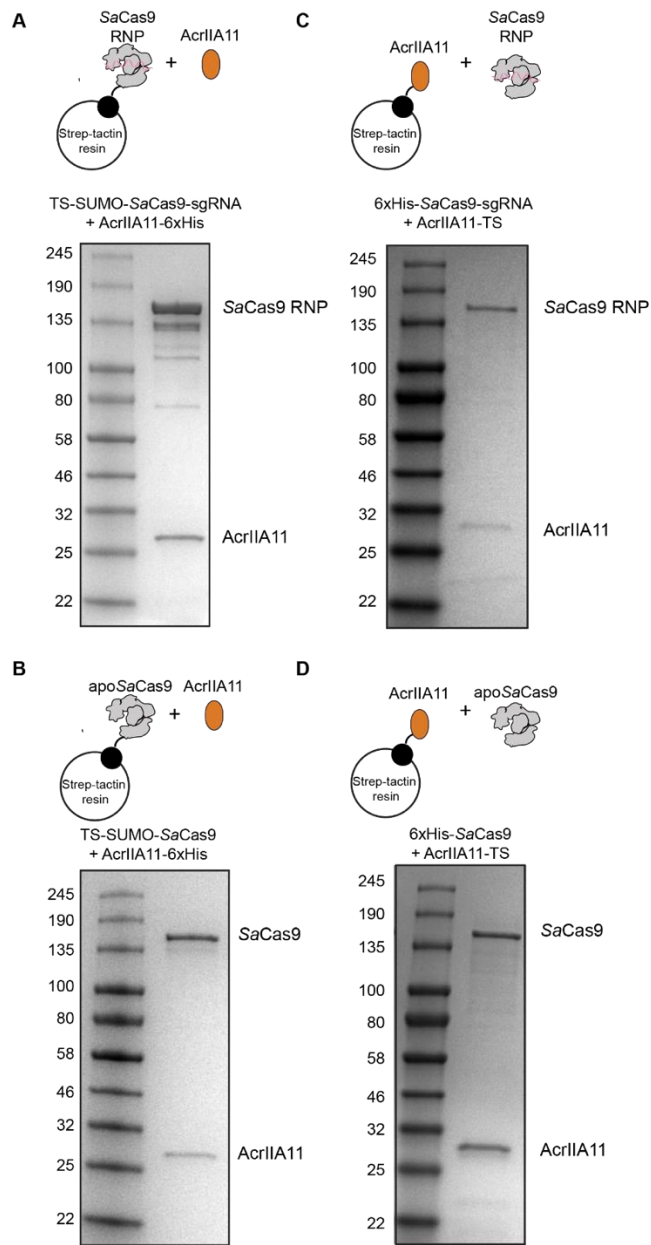 A
SaCas9
RNP
+
AcrIIA11
Strep-tactin
resin
TS-SUMO-SaCas9-sgRNA
+ AcrIIA11-6xHis
245
190
135
100
80
58
46
32
25
22
SaCas9 RNP
AcrIIA11
C
AcrIIA11
+
SaCas9
RNP
Strep-tactin
resin
6xHis-SaCas9-sgRNA
+ AcrIIA11-TS
245
190
135
100
80
58
46
32
25
22
SaCas9 RNP
AcrIIA11
B
apoSaCas9
+
AcrIIA11
Strep-tactin
resin
TS-SUMO-SaCas9
+ AcrIIA11-6xHis
245
190
135
100
80
58
46
32
25
22
SaCas9
AcrIIA11
D
AcrIIA11
+
apoSaCas9
Strep-tactin
resin
6xHis-SaCas9
+ AcrIIA11-TS
245
190
135
100
80
58
46
32
25
22
SaCas9
AcrIIA11